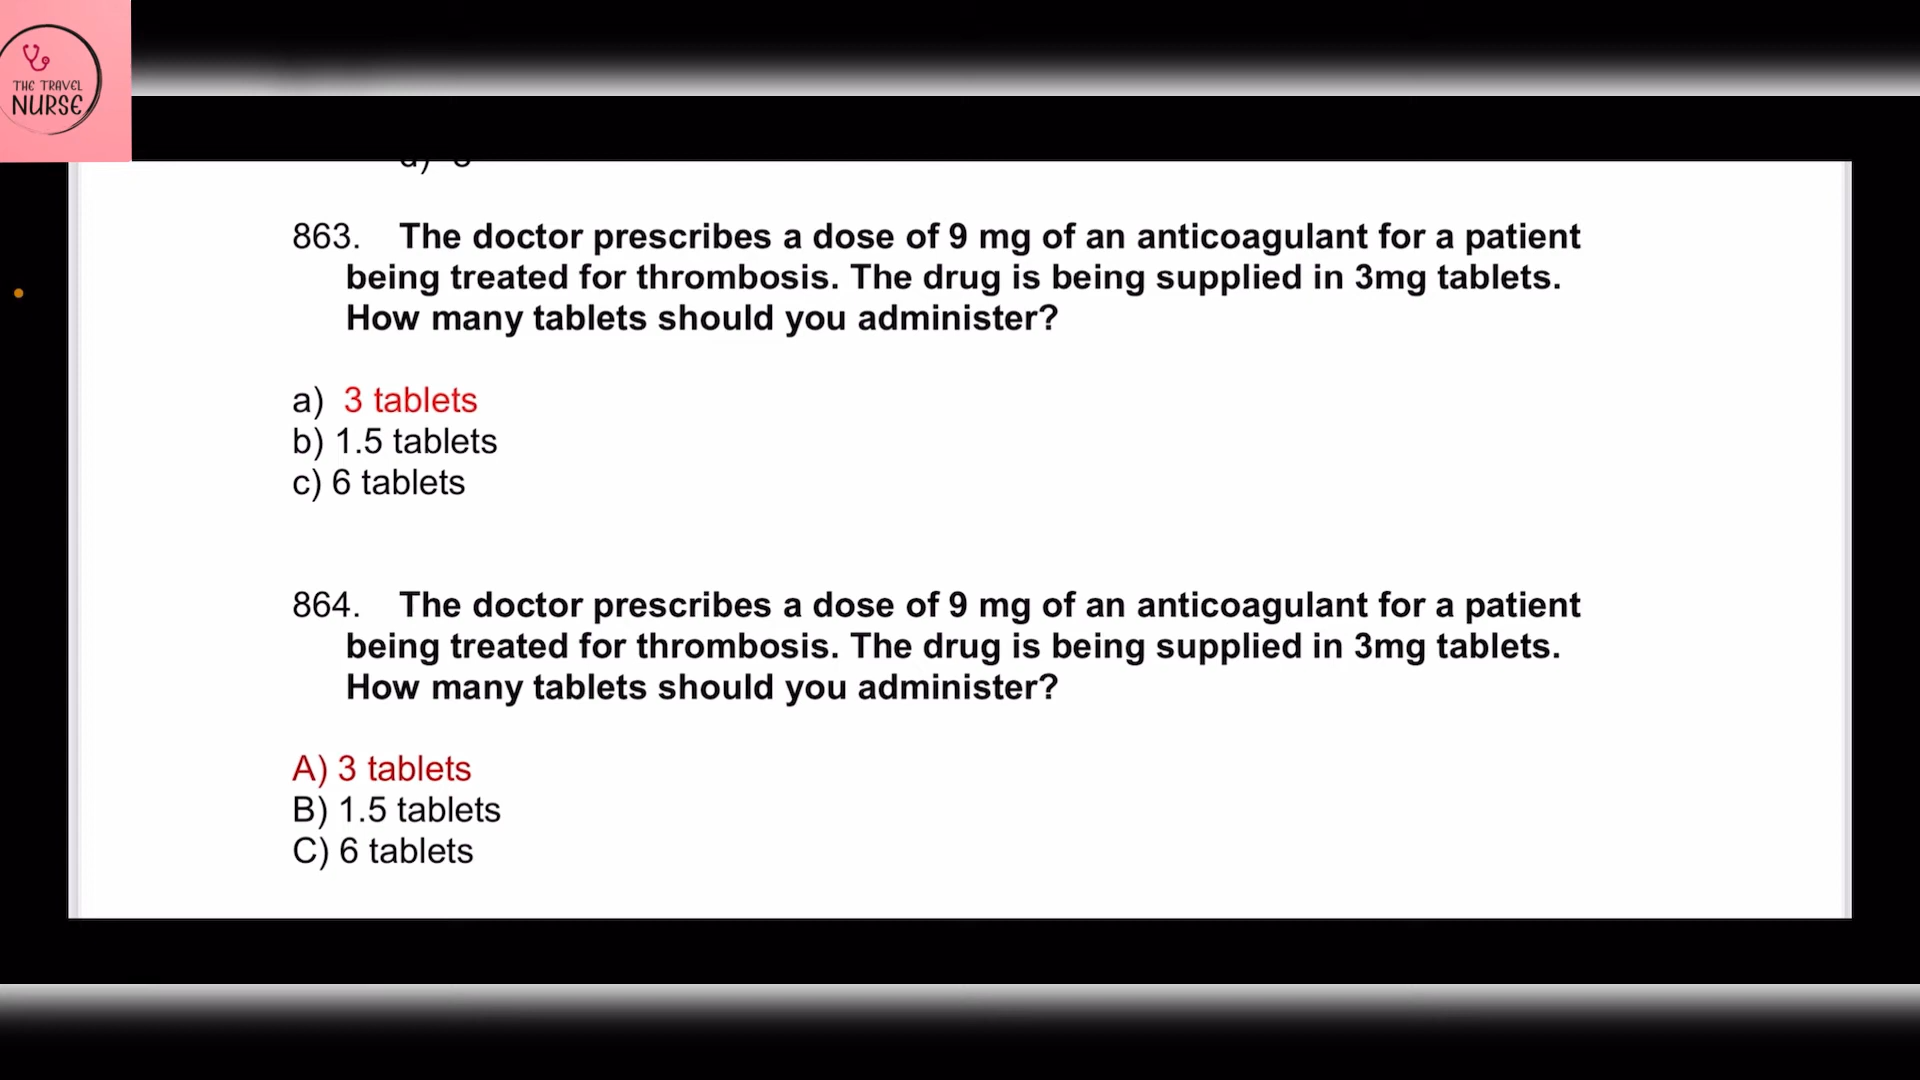 THE TRAVEL
NURSE
863. The doctor prescribes a dose of 9 mg of an anticoagulant for a patient
being treated for thrombosis. The drug is being supplied in 3mg tablets.
How many tablets should you administer?
a) 3 tablets
b) 1.5 tablets
c) 6 tablets
864. The doctor prescribes a dose of 9 mg of an anticoagulant for a patient
being treated for thrombosis. The drug is being supplied in 3mg tablets.
How many tablets should you administer?
A) 3 tablets
B) 1.5 tablets
C) 6 tablets